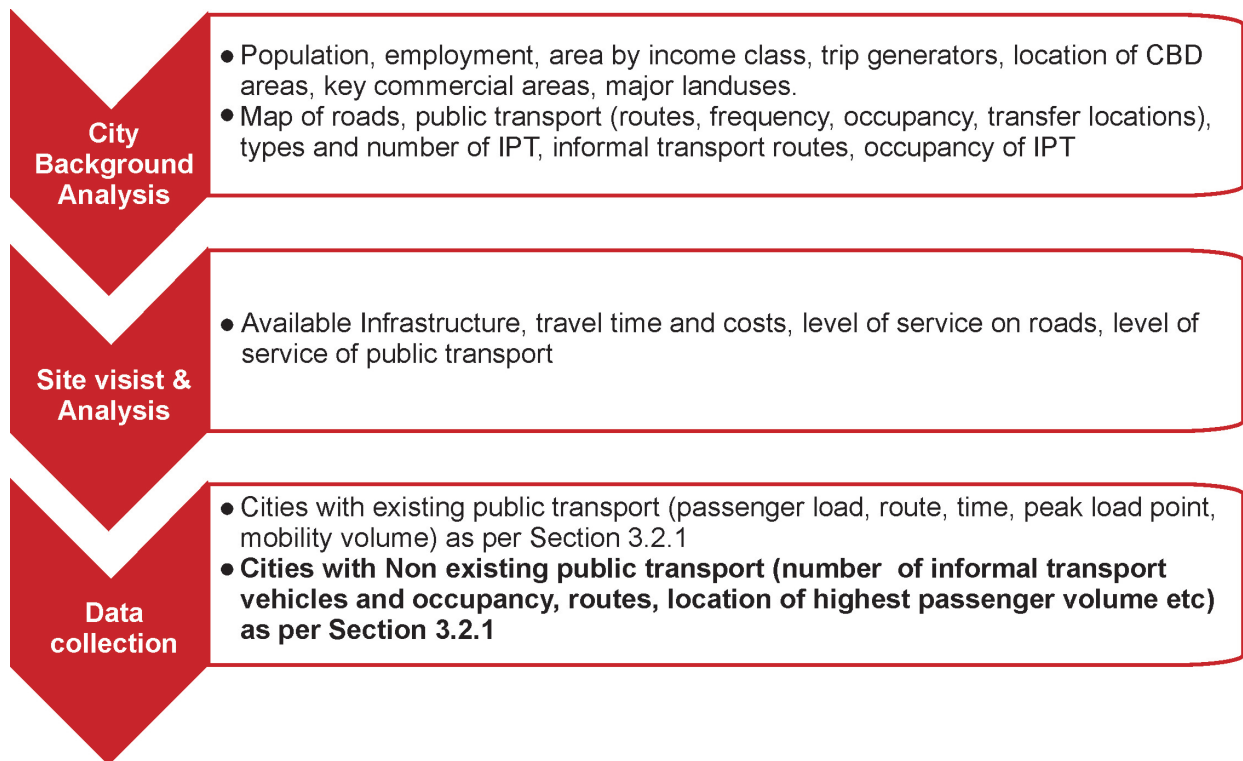 City
Background
Analysis
● Population, employment, area by income class, trip generators, location of CBD
areas, key commercial areas, major landuses.
● Map of roads, public transport (routes, frequency, occupancy, transfer locations),
types and number of IPT, informal transport routes, occupancy of IPT
Site visist &
Analysis
● Available Infrastructure, travel time and costs, level of service on roads, level of
service of public transport
Data
collection
● Cities with existing public transport (passenger load, route, time, peak load point,
mobility volume) as per Section 3.2.1
● Cities with Non existing public transport (number of informal transport
vehicles and occupancy, routes, location of highest passenger volume etc)
as per Section 3.2.1